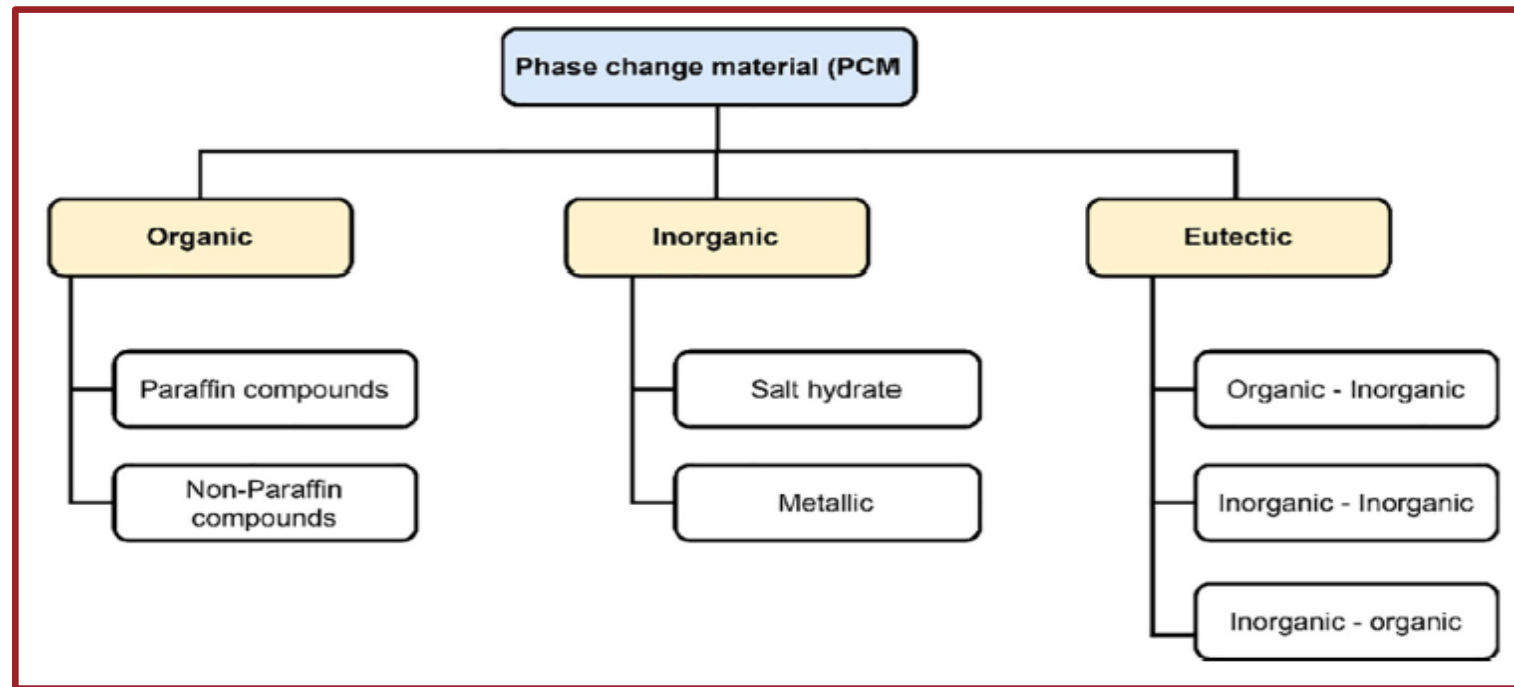 Phase change material (PCM
Organic
Inorganic
Eutectic
Paraffin compounds
Non-Paraffin
compounds
Salt hydrate
Metallic
Organic - Inorganic
Inorganic - Inorganic
Inorganic - organic